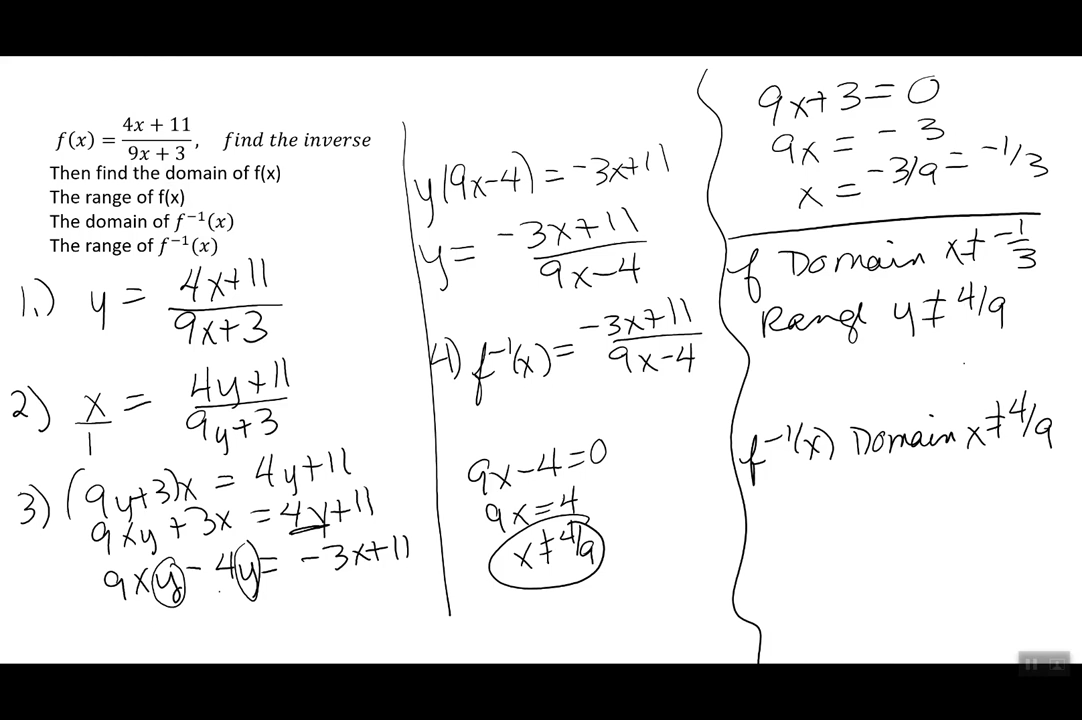 f(x) = (4x + 11)/(9x + 3), find the inverse
Then find the domain of f(x)
The range of f(x)
The domain of f⁻¹(x)
The range of f⁻¹(x)
1.) y = (4x+11)/(9x+3)
2) x/1 = (4y+11)/(9y+3)
3) (9y+3)x = 4y+11
9xy + 3x = 4y+11
9xy - 4y = -3x+11
y(9x-4) = -3x+11
y = (-3x+11)/(9x-4)
4) f⁻¹(x) = (-3x+11)/(9x-4)
9x-4=0
9x=4
x≠4/9
9x+3=0
9x = -3
x = -3/9 = -1/3
f Domain x≠ -1/3
Range y≠ 4/9
f⁻¹(x) Domain x≠4/9